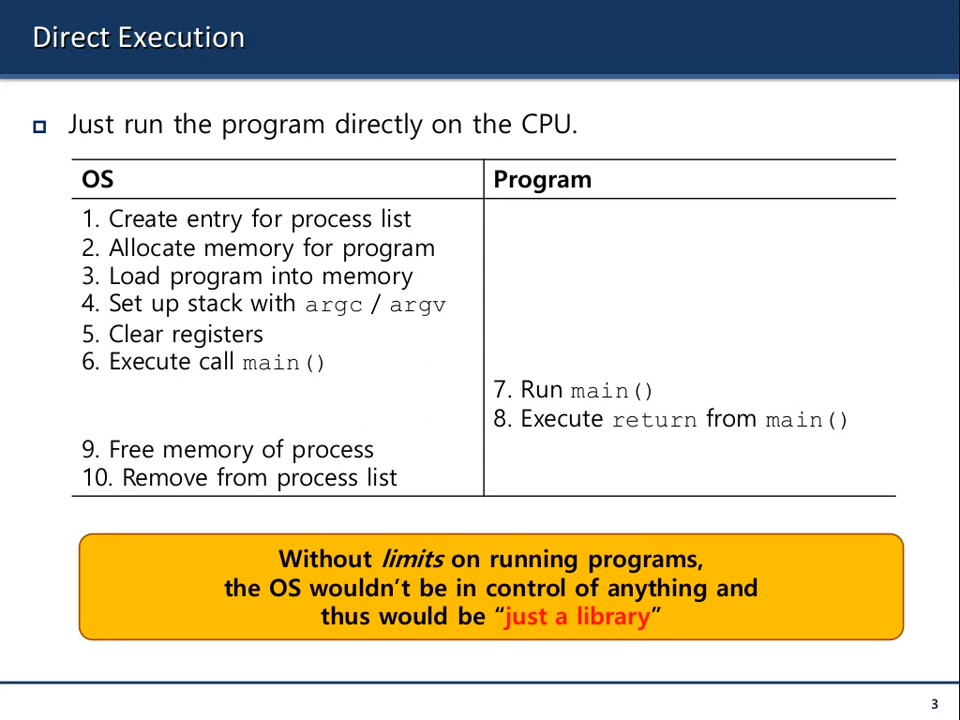 Direct Execution
Just run the program directly on the CPU.
OS
Program
1. Create entry for process list
2. Allocate memory for program
3. Load program into memory
4. Set up stack with argc / argv
5. Clear registers
6. Execute call main()
7. Run main()
8. Execute return from main()
9. Free memory of process
10. Remove from process list
Without limits on running programs,
the OS wouldn’t be in control of anything and
thus would be “just a library”
3